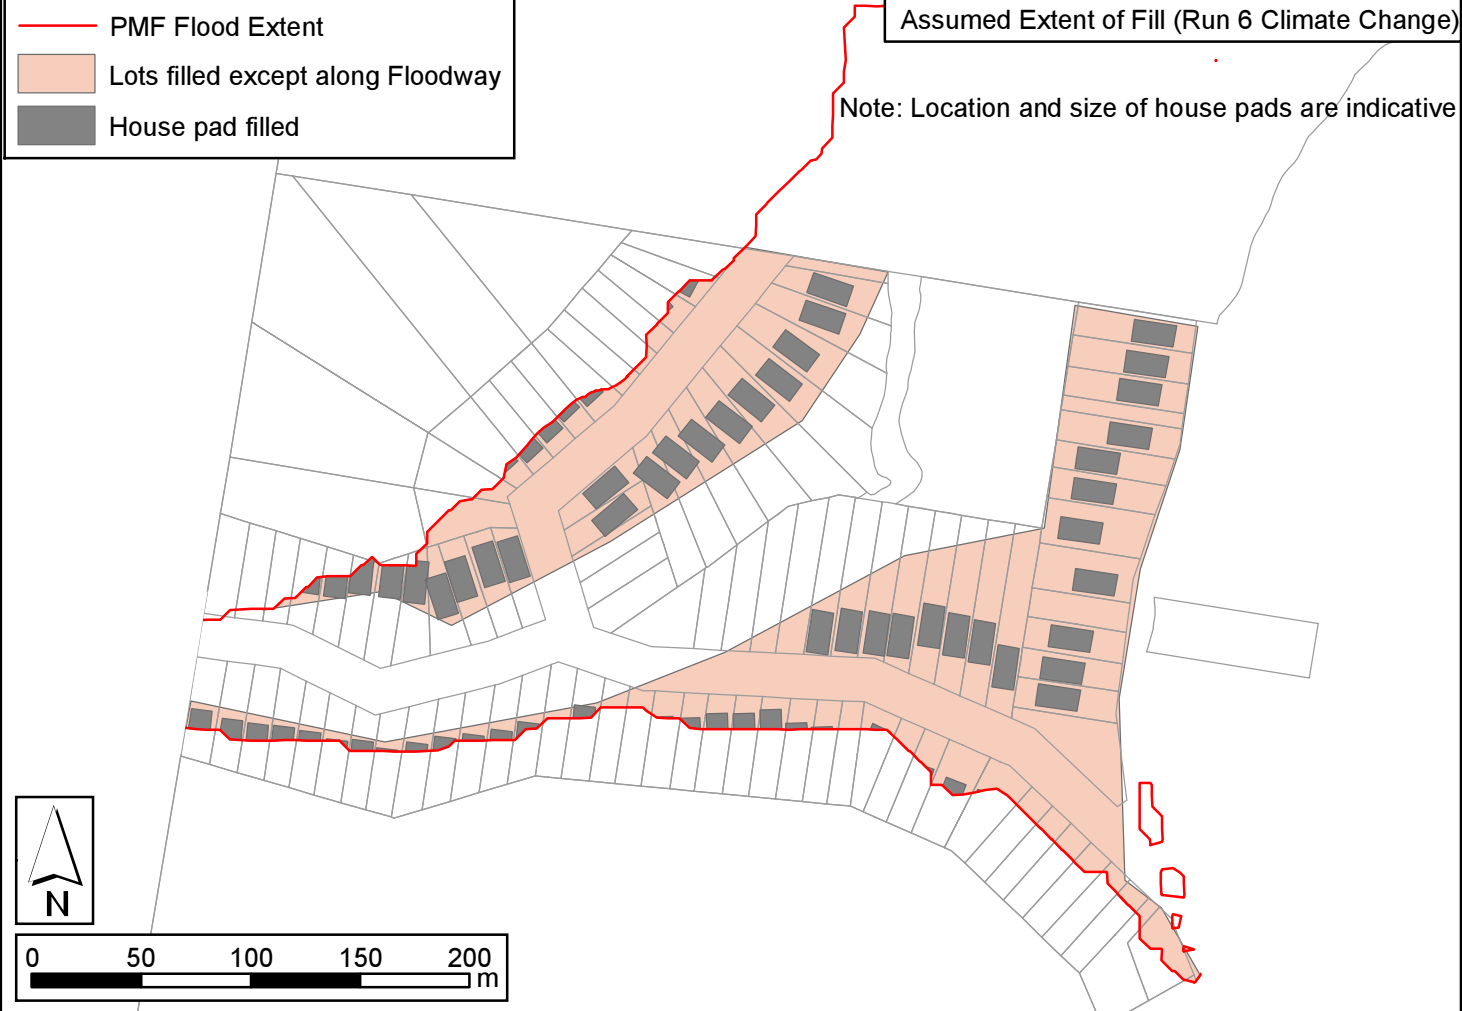 Assumed Extent of Fill (Run 6 Climate Change)
PMF Flood Extent
Lots filled except along Floodway
House pad filled
Note: Location and size of house pads are indicative
N
0 50 100 150 200
m